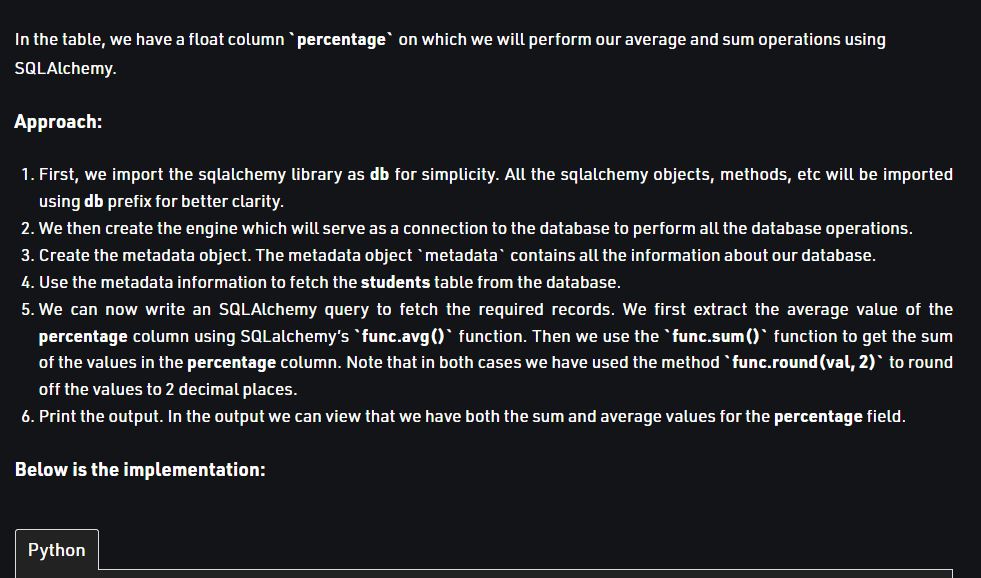 In the table, we have a float column `percentage` on which we will perform our average and sum operations using
SQLAlchemy.
Approach:
1. First, we import the sqlalchemy library as db for simplicity. All the sqlalchemy objects, methods, etc will be imported
using db prefix for better clarity.
2. We then create the engine which will serve as a connection to the database to perform all the database operations.
3. Create the metadata object. The metadata object `metadata` contains all the information about our database.
4. Use the metadata information to fetch the students table from the database.
5. We can now write an SQLAlchemy query to fetch the required records. We first extract the average value of the
percentage column using SQLalchemy's `func.avg()` function. Then we use the `func.sum()` function to get the sum
of the values in the percentage column. Note that in both cases we have used the method `func.round(val, 2)` to round
off the values to 2 decimal places.
6. Print the output. In the output we can view that we have both the sum and average values for the percentage field.
Below is the implementation:
Python